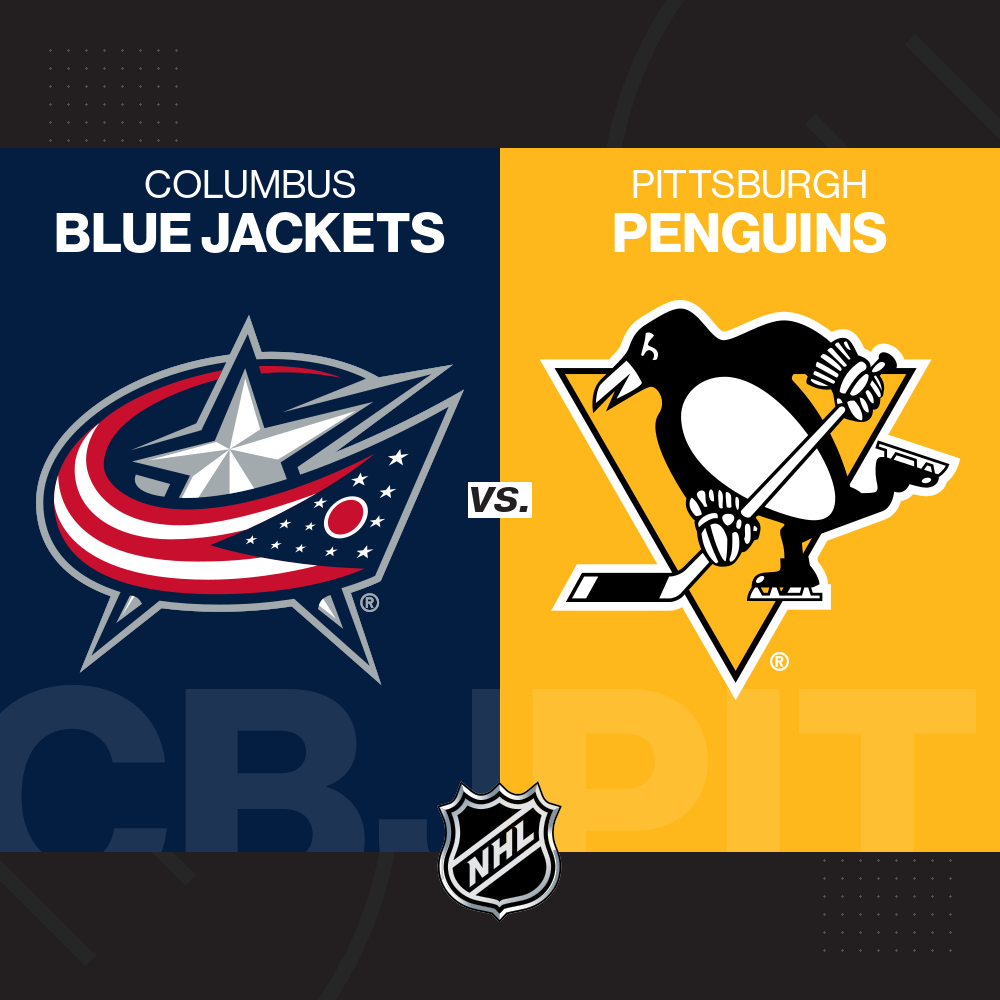 COLUMBUS
BLUE JACKETS
PITTSBURGH
PENGUINS
VS.
®
®
CBJ
PIT
NHL